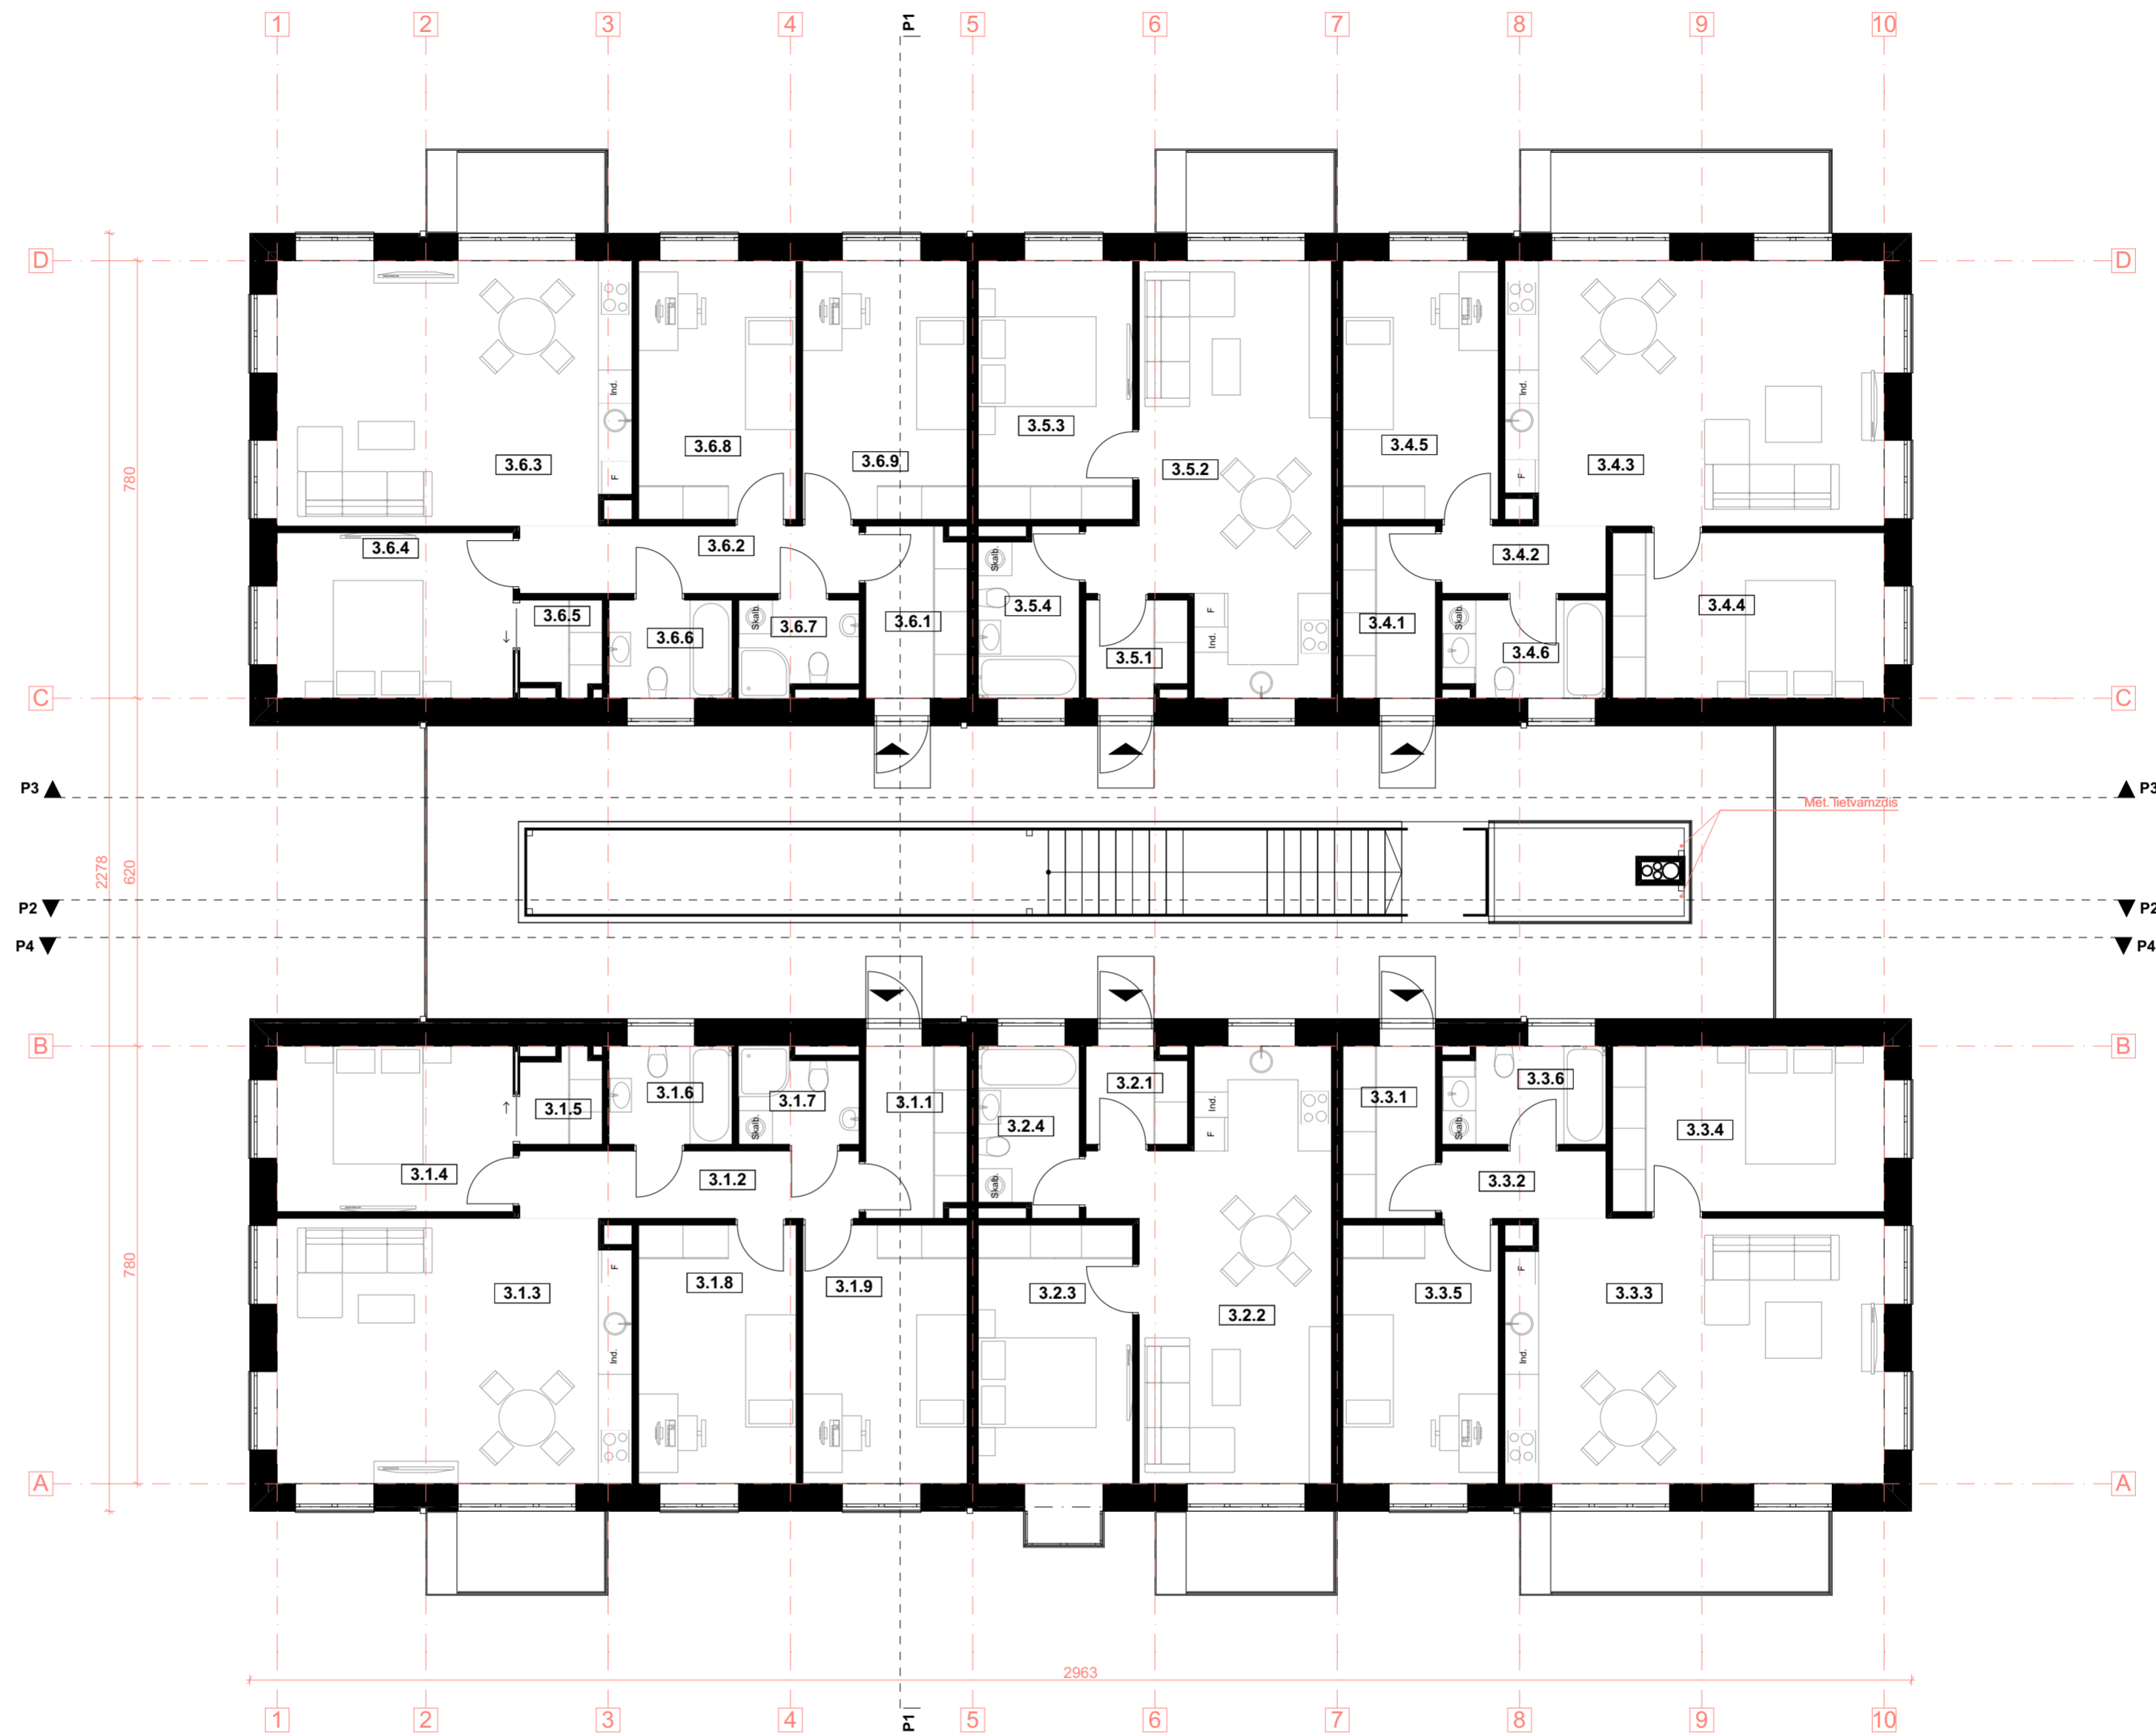 1 2 3 4 P1 5 6 7 8 9 10
D D
3.6.3 3.6.8 3.6.9 3.5.3 3.5.2 3.4.5 3.4.3
Ind. Ind.
F F
780
3.6.4 3.6.2 3.4.2
Skalb.
3.6.5 3.6.6 3.6.7 3.6.1 3.5.4 3.5.1 3.4.1 3.4.6 3.4.4
Skalb. F Skalb.
Ind.
C C
P3 P3
Met. lietvamzdis
2278 620
P2 P2
P4 P4
B B
3.1.5 3.1.6 3.1.7 3.1.1 3.2.4 3.2.1 3.3.1 3.3.6 3.3.4
Ind.
Skalb. F Skalb.
3.1.4 3.1.2 3.3.2
Skalb.
780
3.1.3 3.1.8 3.1.9 3.2.3 3.2.2 3.3.5 3.3.3
F F
Ind. Ind.
A A
2963
1 2 3 4 P1 5 6 7 8 9 10